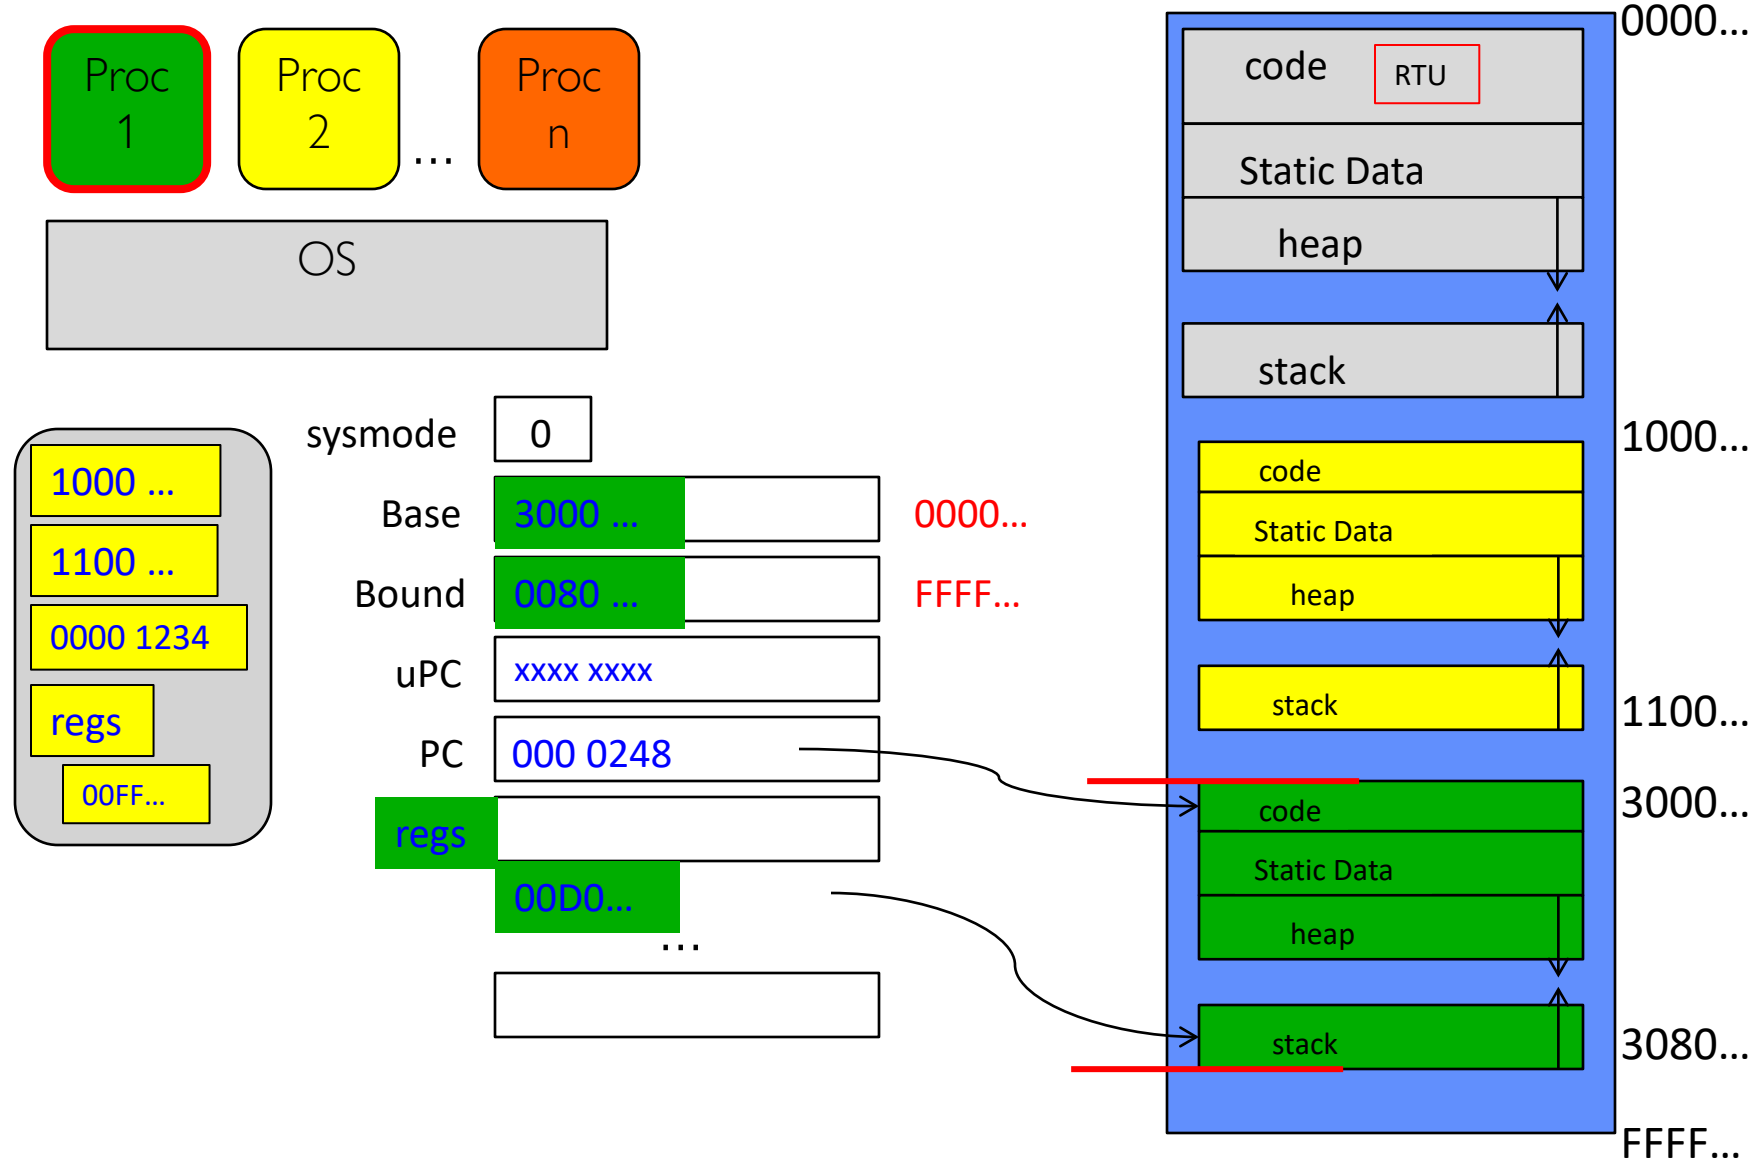 Proc
1
Proc
2
...
Proc
n
OS
1000 ...
1100 ...
0000 1234
regs
00FF...
sysmode
0
Base
3000 ...
0000...
Bound
0080 ...
FFFF...
uPC
xxxx xxxx
PC
000 0248
regs
00D0...
...
0000...
code
RTU
Static Data
heap
stack
1000...
code
Static Data
heap
stack
1100...
3000...
code
Static Data
heap
stack
3080...
FFFF...